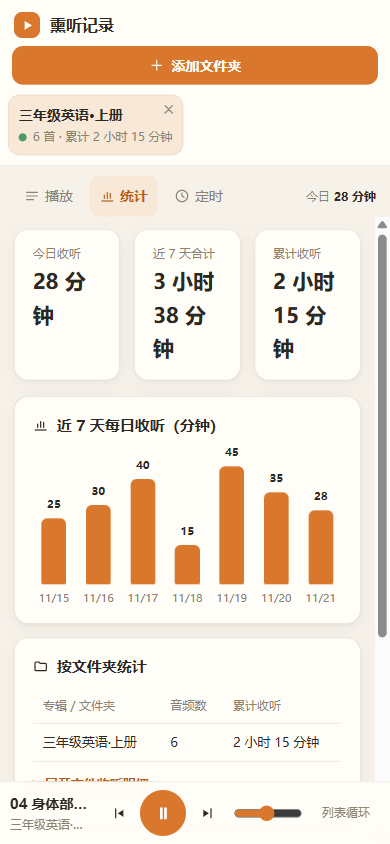 熏听记录
添加文件夹
三年级英语·上册
6 首 · 累计 2 小时 15 分钟
播放 统计 定时 今日 28 分钟
今日收听
28 分
钟
近 7 天合计
3 小时
38 分
钟
累计收听
2 小时
15 分
钟
近 7 天每日收听（分钟）
25 30 40 15 45 35 28
11/15 11/16 11/17 11/18 11/19 11/20 11/21
按文件夹统计
专辑 / 文件夹 音频数 累计收听
三年级英语·上册 6 2 小时 15 分钟
04 身体部...
三年级英语·...
列表循环